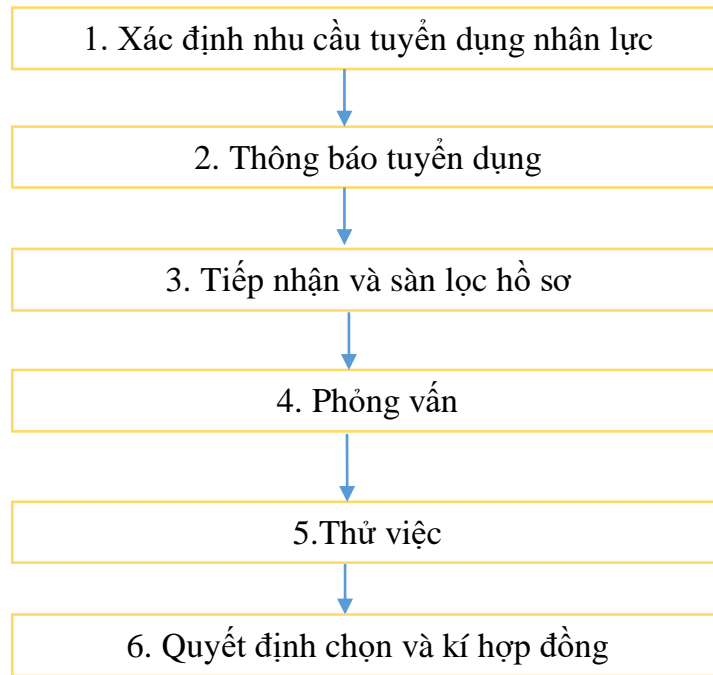 1. Xác định nhu cầu tuyển dụng nhân lực
2. Thông báo tuyển dụng
3. Tiếp nhận và sàn lọc hồ sơ
4. Phỏng vấn
5.Thử việc
6. Quyết định chọn và kí hợp đồng